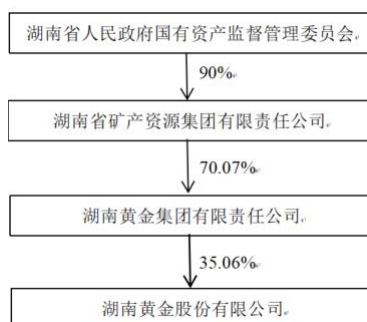 湖南省人民政府国有资产监督管理委员会
90%
湖南省矿产资源集团有限责任公司
70.07%
湖南黄金集团有限责任公司
35.06%
湖南黄金股份有限公司